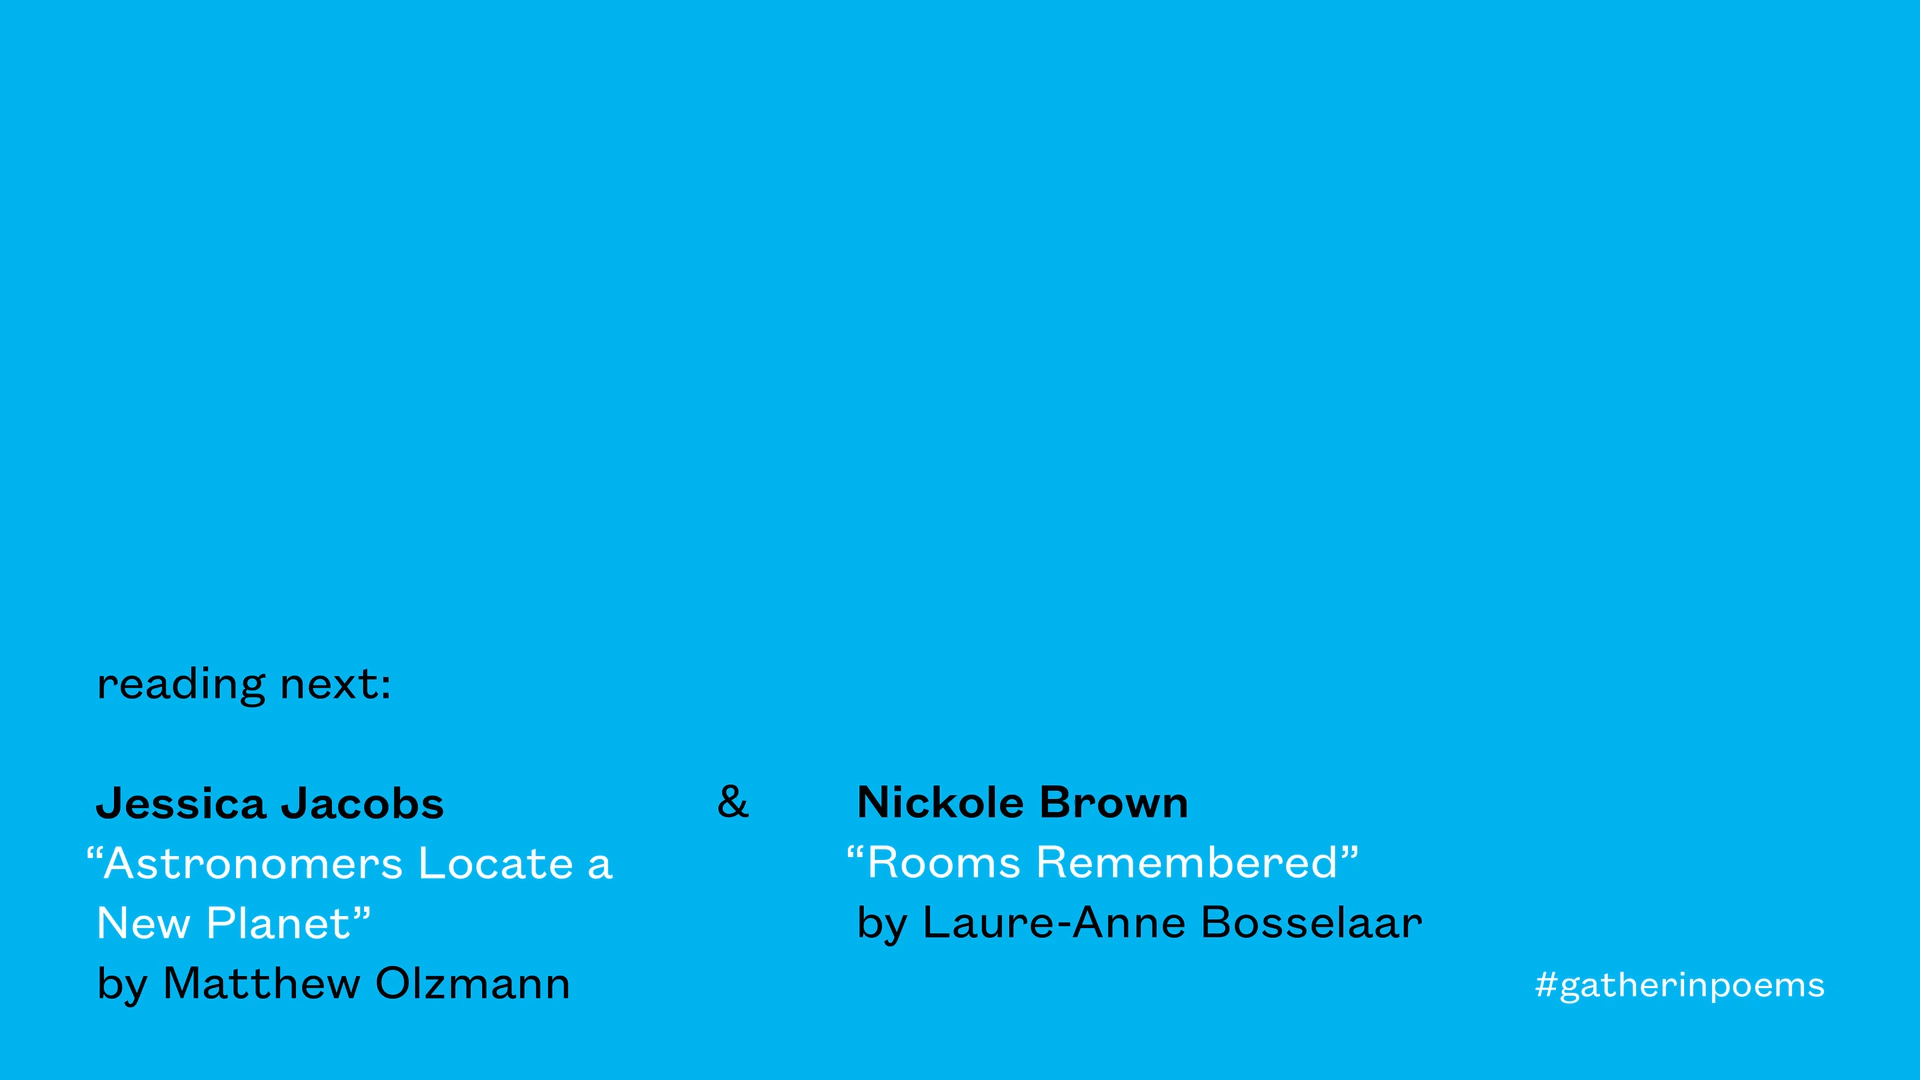 reading next:
Jessica Jacobs
“Astronomers Locate a
New Planet”
by Matthew Olzmann
&
Nickole Brown
“Rooms Remembered”
by Laure-Anne Bosselaar
#gatherinpoems